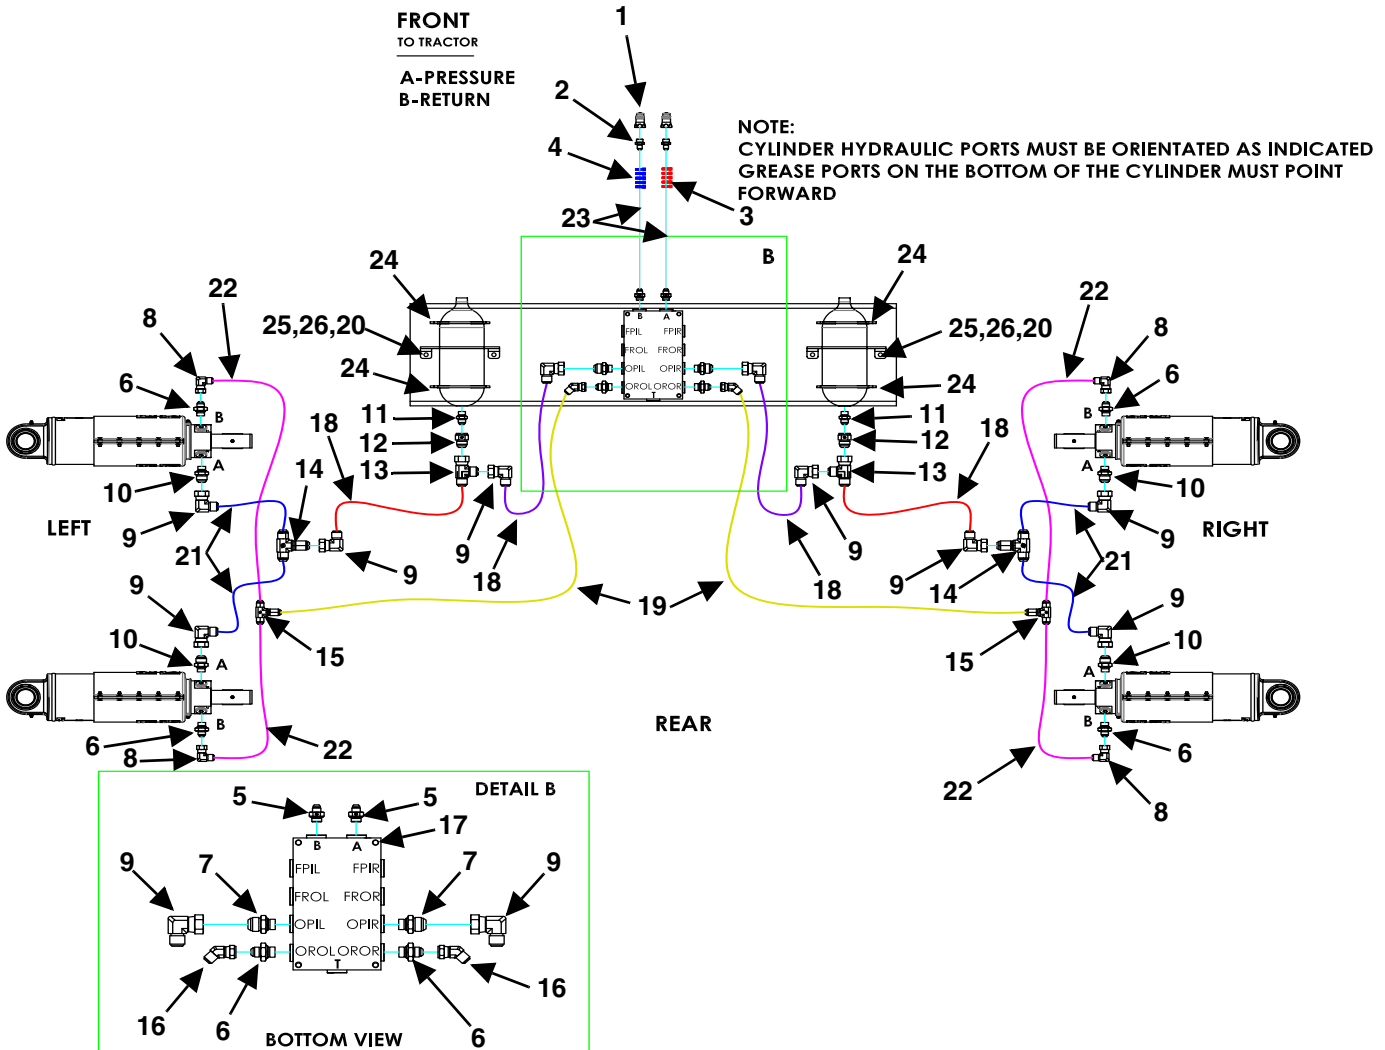 FRONT
TO TRACTOR
A-PRESSURE
B-RETURN
1
2
4
3
23
NOTE:
CYLINDER HYDRAULIC PORTS MUST BE ORIENTATED AS INDICATED
GREASE PORTS ON THE BOTTOM OF THE CYLINDER MUST POINT
FORWARD
B
24
22
8
25,26,20
6
24
B
A
10
LEFT
9
21
14
18
11
12
13
9
18
9
B A
FPIL FPIR
FROL FROR
OPIL OPIR
OROL OROR
T
24
25,26,20
24
11
12
13
9
18
18
22
8
6
B
A
10
9
RIGHT
21
9
14
9
10
A
B
6
8
15
22
19
REAR
15
9
10
A
B
6
8
22
DETAIL B
5 5
17
B A
FPIL FPIR
FROL FROR
OPIL OPIR
OROL OROR
T
9 7 7 9
16 6 6 16
BOTTOM VIEW